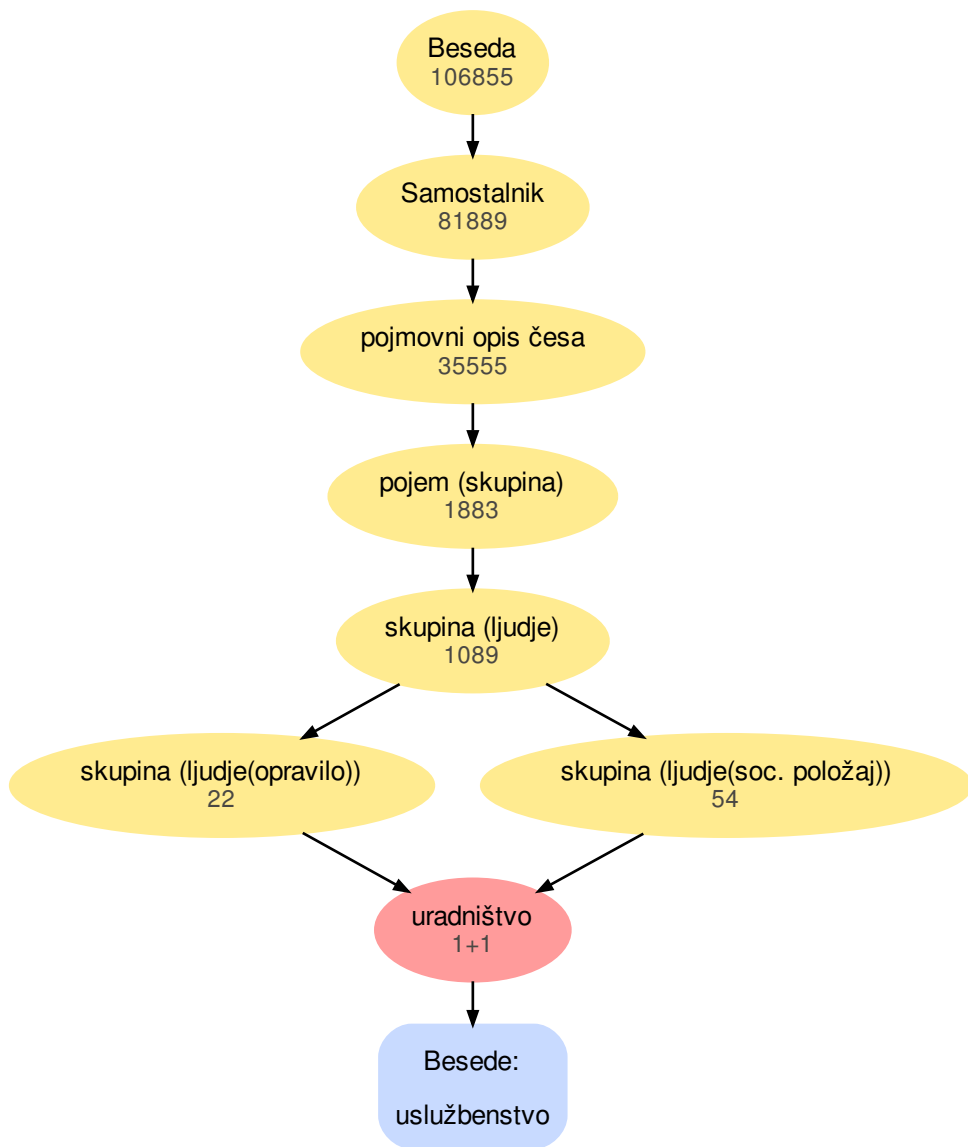 Beseda
106855
Samostalnik
81889
pojmovni opis česa
35555
pojem (skupina)
1883
skupina (ljudje)
1089
skupina (ljudje(opravilo))
22
skupina (ljudje(soc. položaj))
54
uradništvo
1+1
Besede:
uslužbenstvo